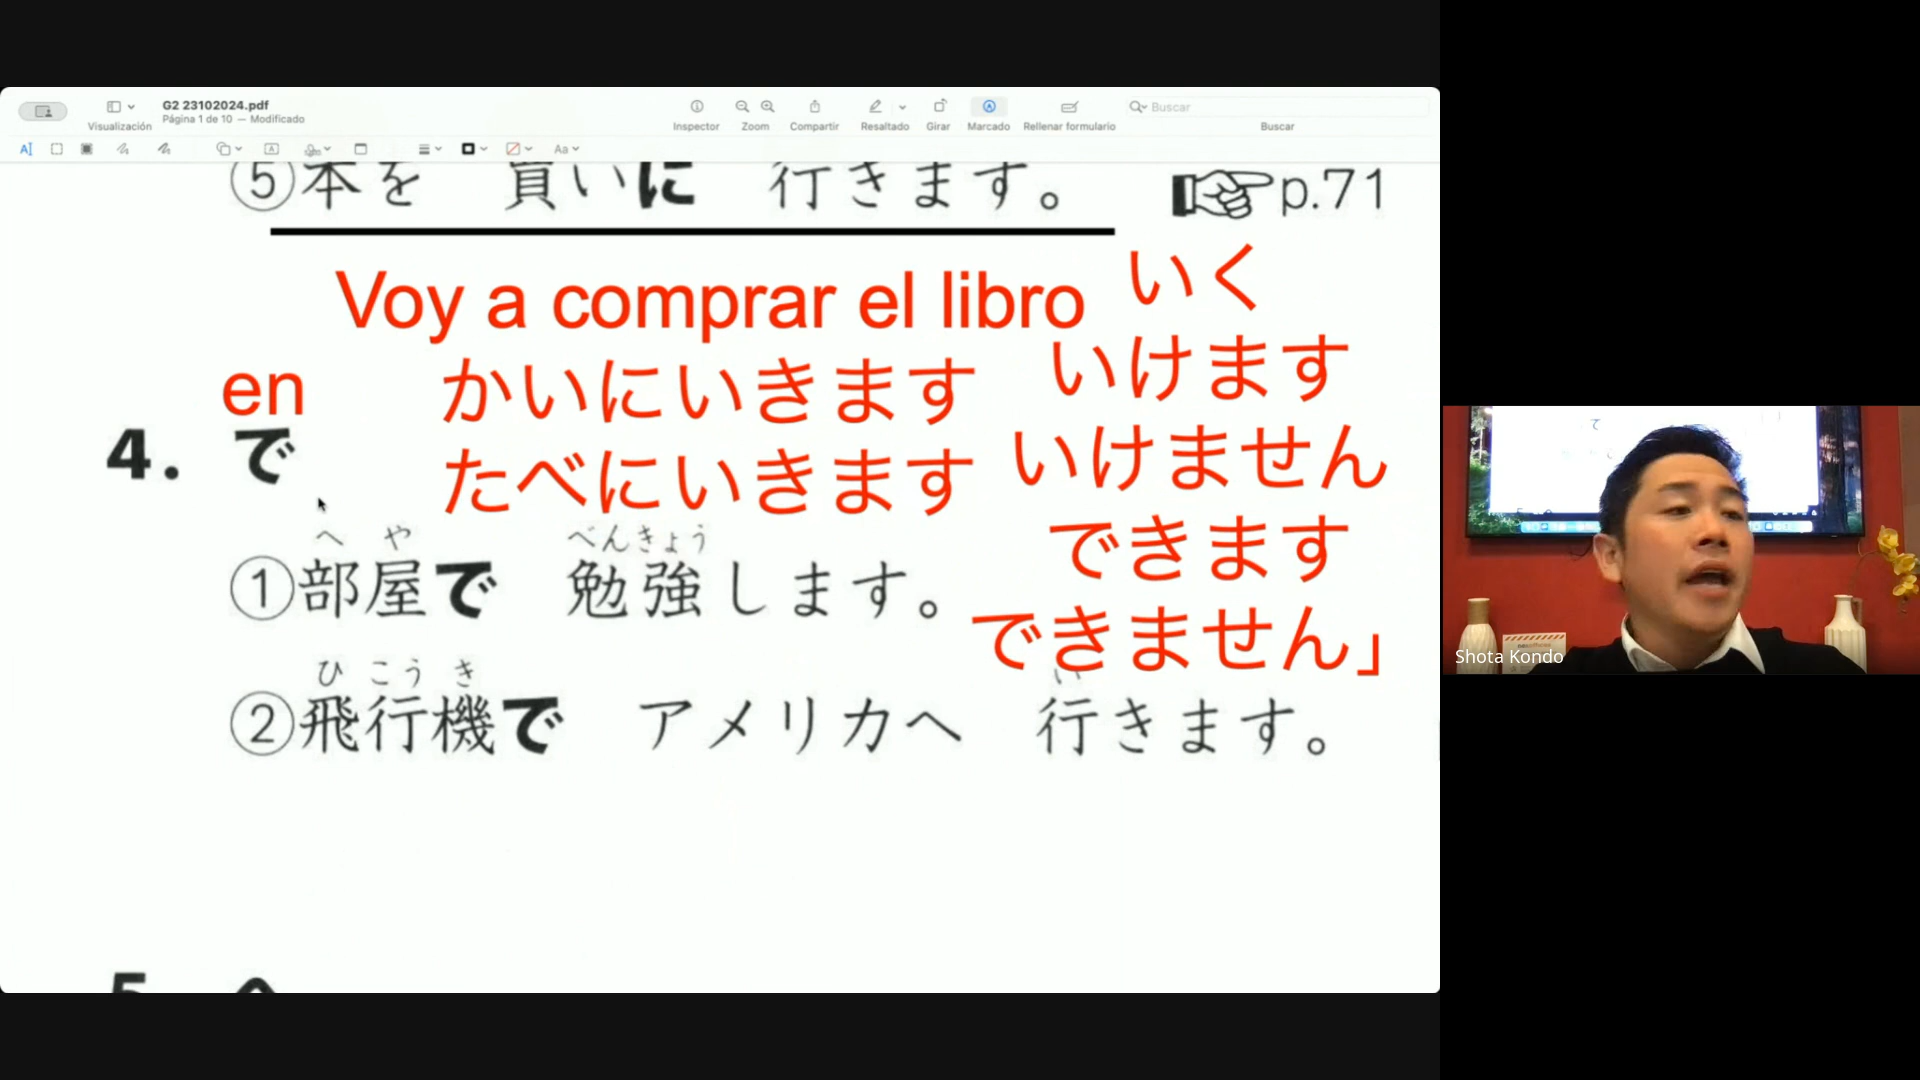 G2 23102024.pdf
Página 1 de 10 — Modificado
Visualización
Inspector
Zoom
Compartir
Resaltado
Girar
Marcado
Rellenar formulario
Buscar
Buscar
Aa
⑤本を 買いに 行きます。 p.71
Voy a comprar el libro
いく
かいにいきます
いけます
en
たべにいきます
いけません
4. で
できます
へ や べんきょう
①部屋で 勉強します。
できません」
ひ こう き い
②飛行機で アメリカへ 行きます。
Shota Kondo